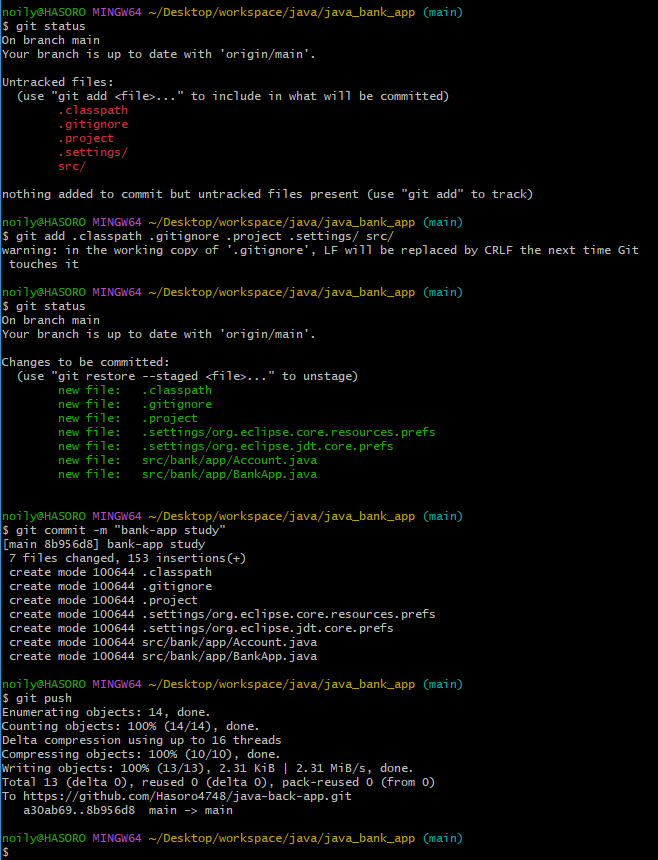 noily@HASORO MINGW64 ~/Desktop/workspace/java/java_bank_app (main)
$ git status
On branch main
Your branch is up to date with 'origin/main'.
Untracked files:
  (use "git add <file>..." to include in what will be committed)
        .classpath
        .gitignore
        .project
        .settings/
        src/
nothing added to commit but untracked files present (use "git add" to track)
noily@HASORO MINGW64 ~/Desktop/workspace/java/java_bank_app (main)
$ git add .classpath .gitignore .project .settings/ src/
warning: in the working copy of '.gitignore', LF will be replaced by CRLF the next time Git
 touches it
noily@HASORO MINGW64 ~/Desktop/workspace/java/java_bank_app (main)
$ git status
On branch main
Your branch is up to date with 'origin/main'.
Changes to be committed:
  (use "git restore --staged <file>..." to unstage)
        new file:   .classpath
        new file:   .gitignore
        new file:   .project
        new file:   .settings/org.eclipse.core.resources.prefs
        new file:   .settings/org.eclipse.jdt.core.prefs
        new file:   src/bank/app/Account.java
        new file:   src/bank/app/BankApp.java
noily@HASORO MINGW64 ~/Desktop/workspace/java/java_bank_app (main)
$ git commit -m "bank-app study"
[main 8b956d8] bank-app study
 7 files changed, 153 insertions(+)
 create mode 100644 .classpath
 create mode 100644 .gitignore
 create mode 100644 .project
 create mode 100644 .settings/org.eclipse.core.resources.prefs
 create mode 100644 .settings/org.eclipse.jdt.core.prefs
 create mode 100644 src/bank/app/Account.java
 create mode 100644 src/bank/app/BankApp.java
noily@HASORO MINGW64 ~/Desktop/workspace/java/java_bank_app (main)
$ git push
Enumerating objects: 14, done.
Counting objects: 100% (14/14), done.
Delta compression using up to 16 threads
Compressing objects: 100% (10/10), done.
Writing objects: 100% (13/13), 2.31 KiB | 2.31 MiB/s, done.
Total 13 (delta 0), reused 0 (delta 0), pack-reused 0 (from 0)
To https://github.com/Hasoro4748/java-back-app.git
   a30ab69..8b956d8  main -> main
noily@HASORO MINGW64 ~/Desktop/workspace/java/java_bank_app (main)
$